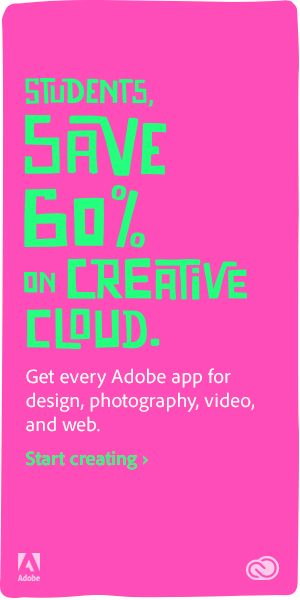 STUDENTS,
SAVE
60%
ON CREATIVE
CLOUD.
Get every Adobe app for
design, photography, video,
and web.
Start creating ›
Adobe